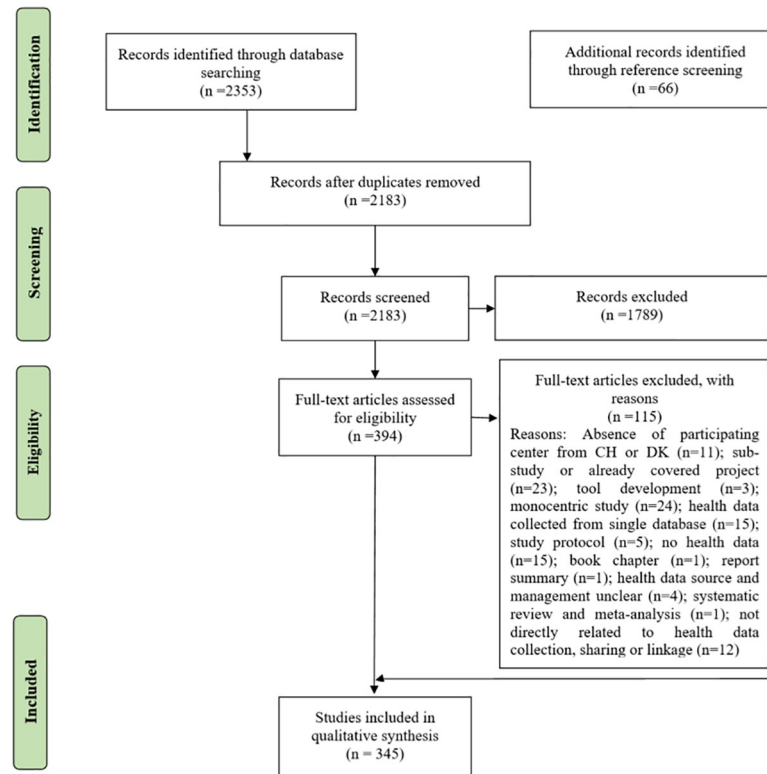 Identification
Records identified through database
searching
(n =2353)
Additional records identified
through reference screening
(n =66)
Records after duplicates removed
(n =2183)
Screening
Records screened
(n =2183)
Records excluded
(n =1789)
Eligibility
Full-text articles assessed
for eligibility
(n =394)
Full-text articles excluded, with
reasons
(n =115)
Reasons: Absence of participating
center from CH or DK (n=11); sub-
study or already covered project
(n=23); tool development (n=3);
monocentric study (n=24); health data
collected from single database (n=15);
study protocol (n=5); no health data
(n=15); book chapter (n=1); report
summary (n=1); health data source and
management unclear (n=4); systematic
review and meta-analysis (n=1); not
directly related to health data
collection, sharing or linkage (n=12)
Included
Studies included in
qualitative synthesis
(n = 345)